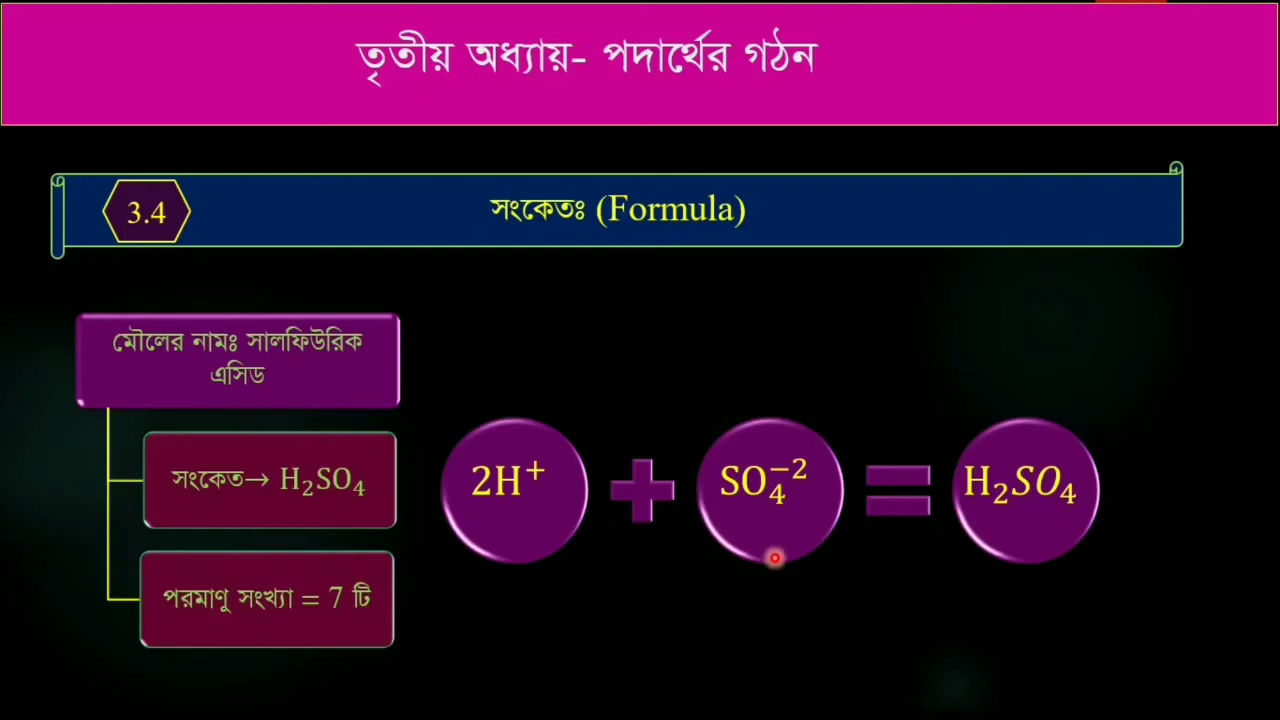 তৃতীয় অধ্যায়- পদার্থের গঠন
3.4
সংকেতঃ (Formula)
মৌলের নামঃ সালফিউরিক
এসিড
সংকেত→ H₂SO₄
পরমাণু সংখ্যা = 7 টি
2H⁺ + SO₄⁻² = H₂SO₄